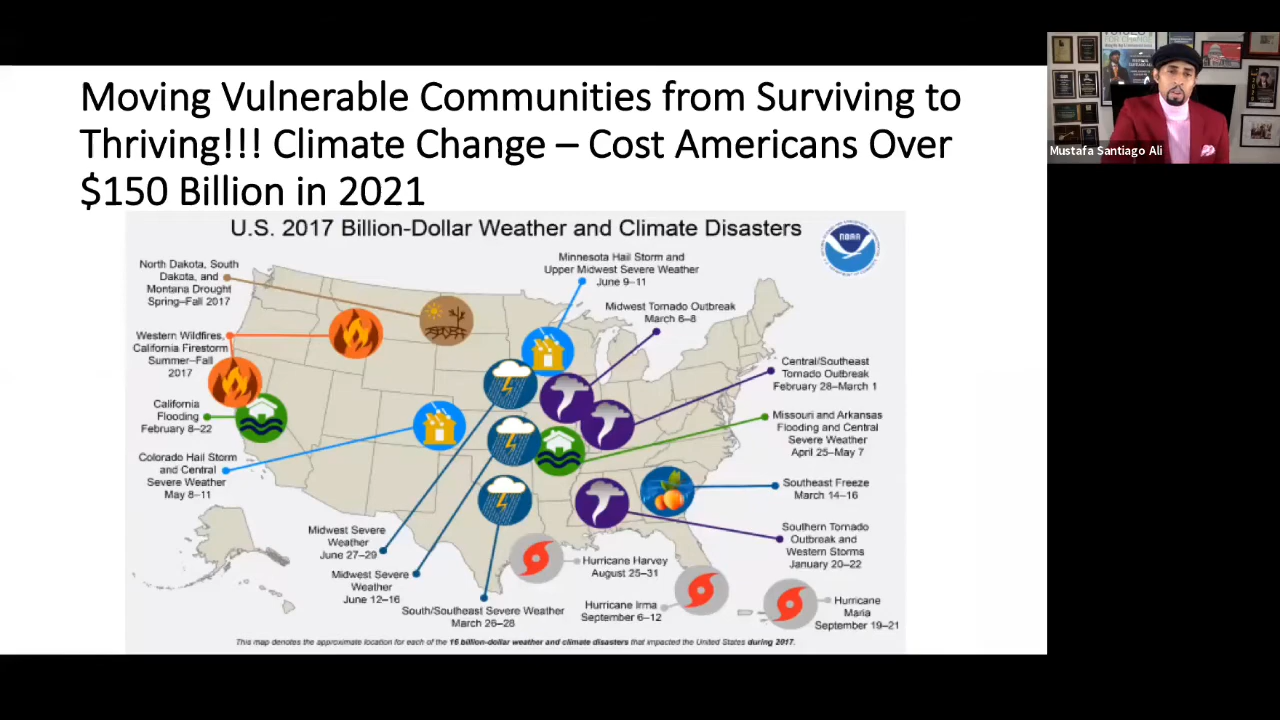 Moving Vulnerable Communities from Surviving to
Thriving!!! Climate Change – Cost Americans Over
$150 Billion in 2021
U.S. 2017 Billion-Dollar Weather and Climate Disasters
NOAA
North Dakota, South
Dakota, and
Montana Drought
Spring–Fall 2017
Minnesota Hail Storm and
Upper Midwest Severe Weather
June 9–11
Midwest Tornado Outbreak
March 6–8
Western Wildfires,
California Firestorm
Summer–Fall
2017
Central/Southeast
Tornado Outbreak
February 28–March 1
California
Flooding
February 8–22
Missouri and Arkansas
Flooding and Central
Severe Weather
April 25–May 7
Colorado Hail Storm
and Central
Severe Weather
May 8–11
Southeast Freeze
March 14–16
Southern Tornado
Outbreak and
Western Storms
January 20–22
Midwest Severe
Weather
June 27–29
Midwest Severe
Weather
June 12–16
South/Southeast Severe Weather
March 26–28
Hurricane Harvey
August 25–31
Hurricane Irma
September 6–12
Hurricane
Maria
September 19–21
This map denotes the approximate location for each of the 16 billion-dollar weather and climate disasters that impacted the United States during 2017.
Mustafa Santiago Ali